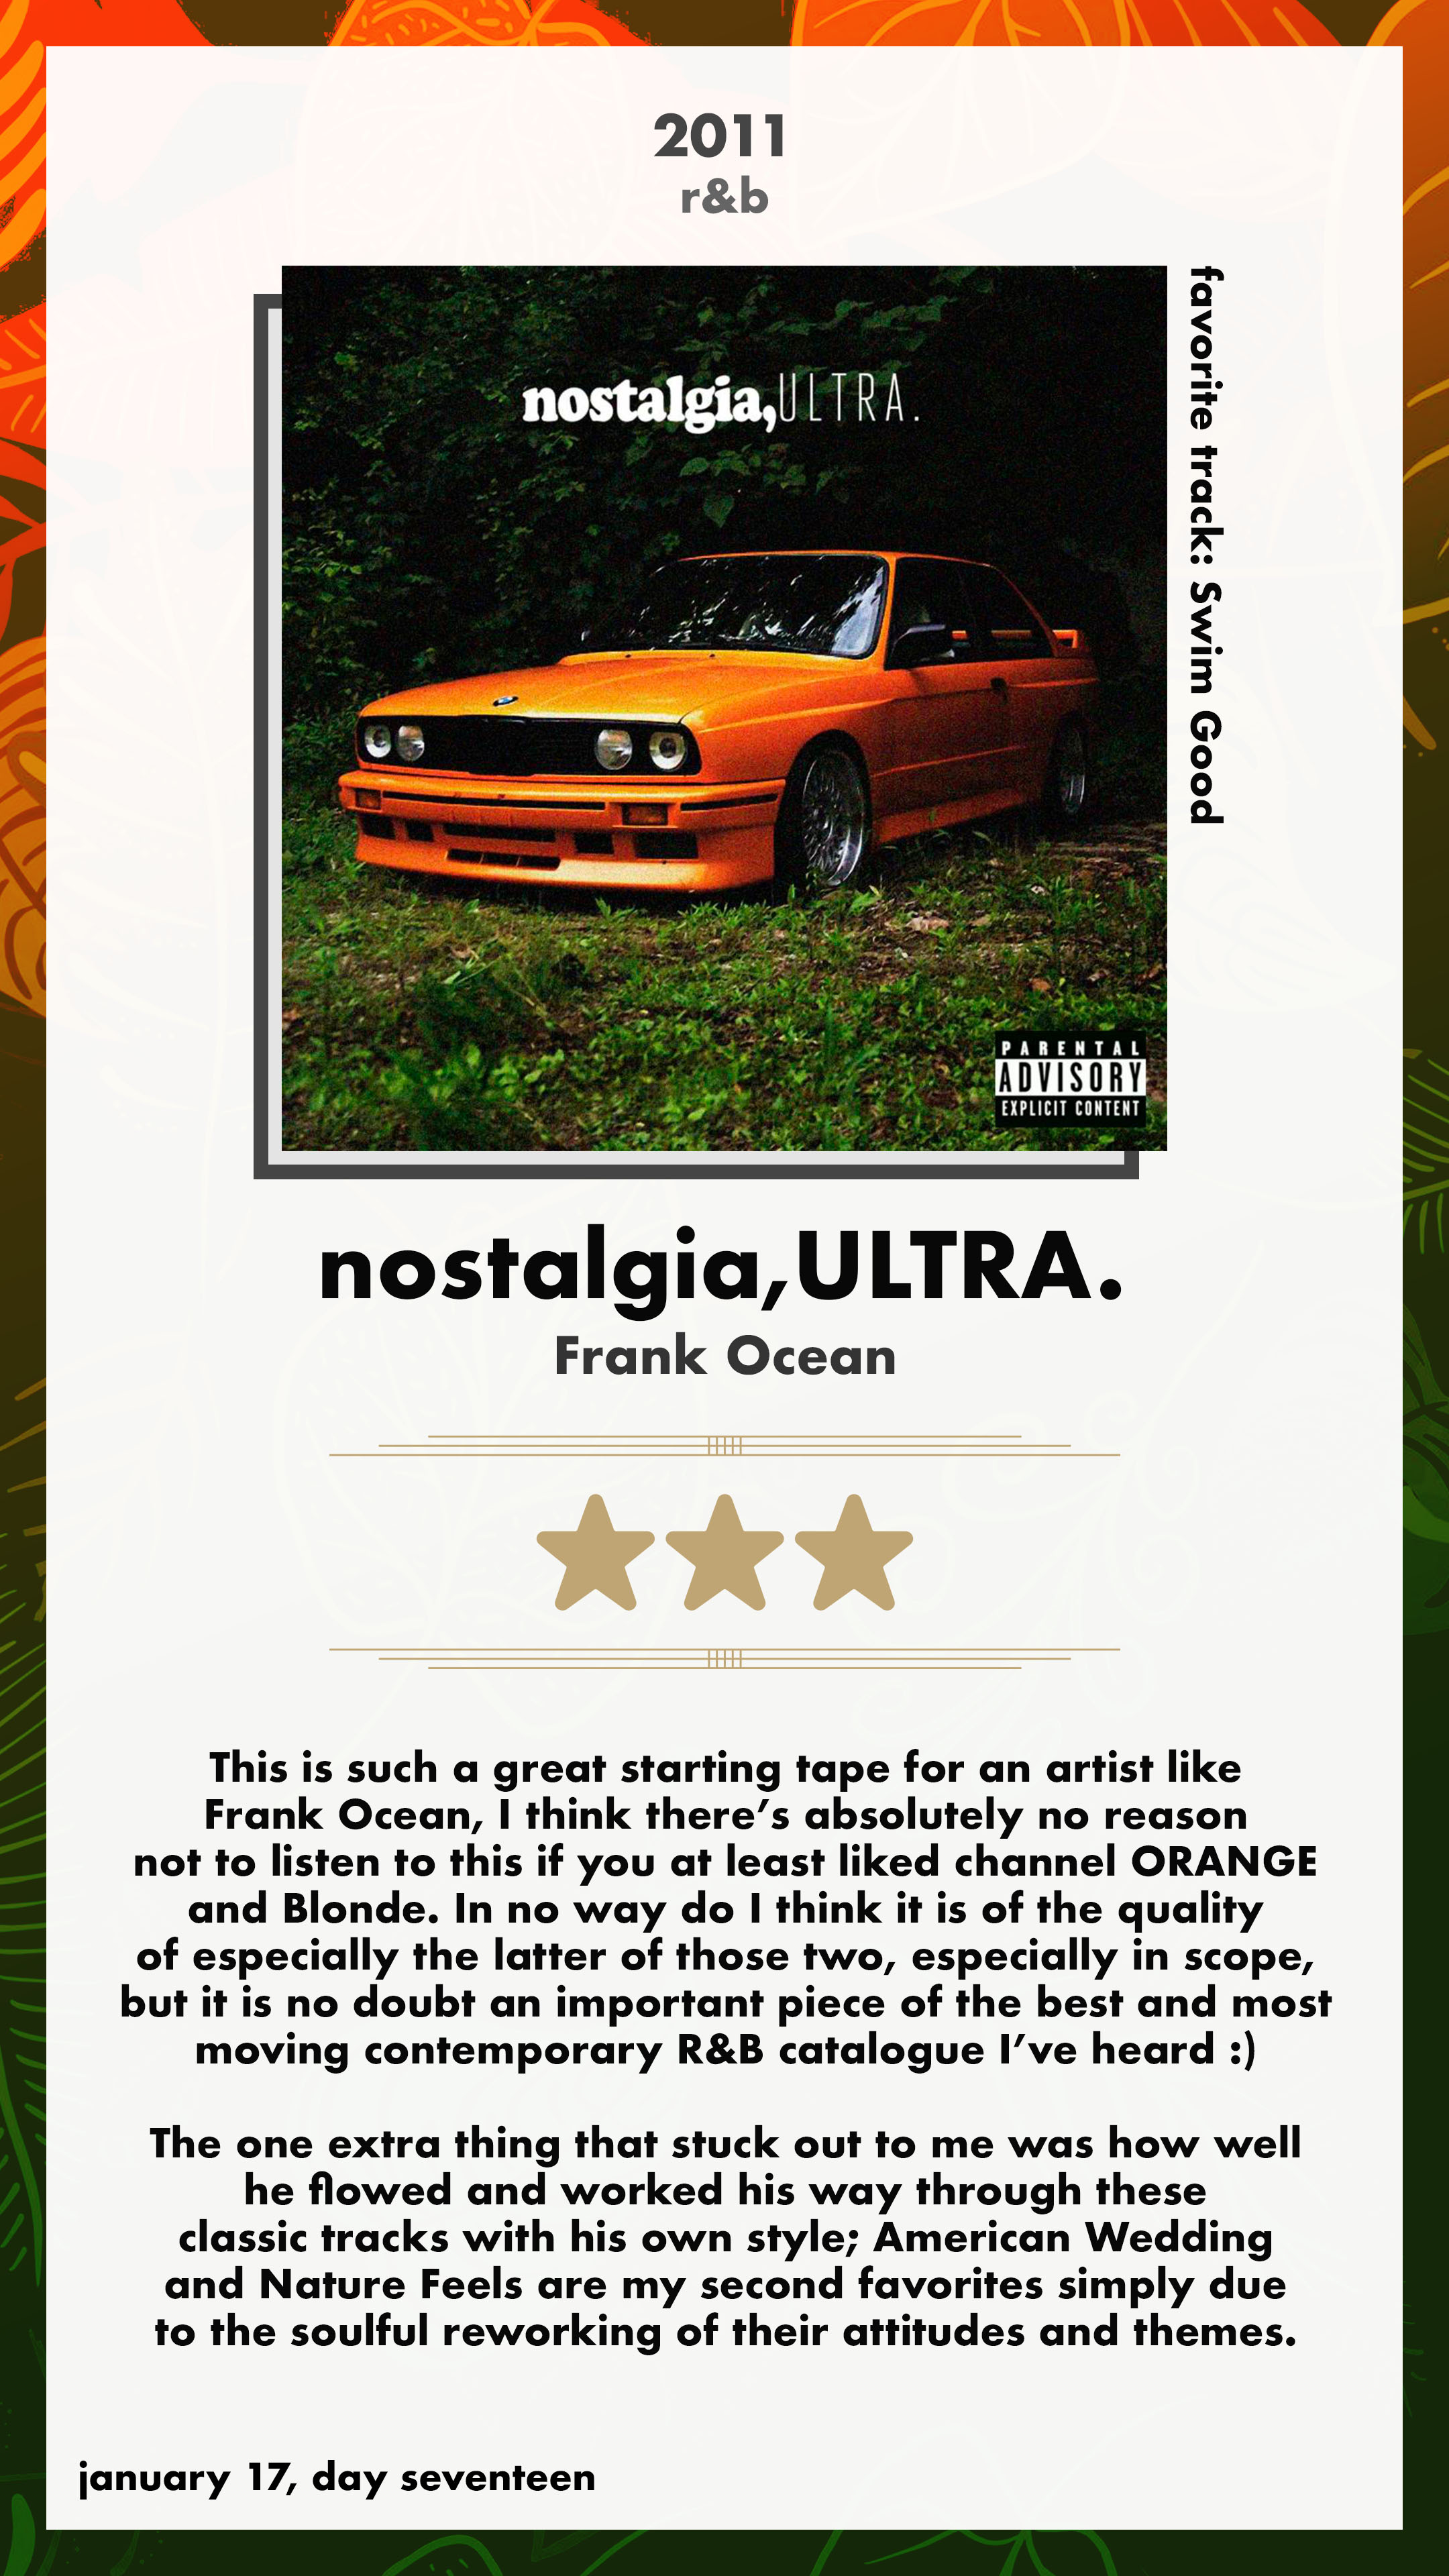 2011
r&b
nostalgia,ULTRA.
favorite track: Swim Good
PARENTAL
ADVISORY
EXPLICIT CONTENT
nostalgia,ULTRA.
Frank Ocean
This is such a great starting tape for an artist like
Frank Ocean, I think there’s absolutely no reason
not to listen to this if you at least liked channel ORANGE
and Blonde. In no way do I think it is of the quality
of especially the latter of those two, especially in scope,
but it is no doubt an important piece of the best and most
moving contemporary R&B catalogue I’ve heard :)
The one extra thing that stuck out to me was how well
he flowed and worked his way through these
classic tracks with his own style; American Wedding
and Nature Feels are my second favorites simply due
to the soulful reworking of their attitudes and themes.
january 17, day seventeen